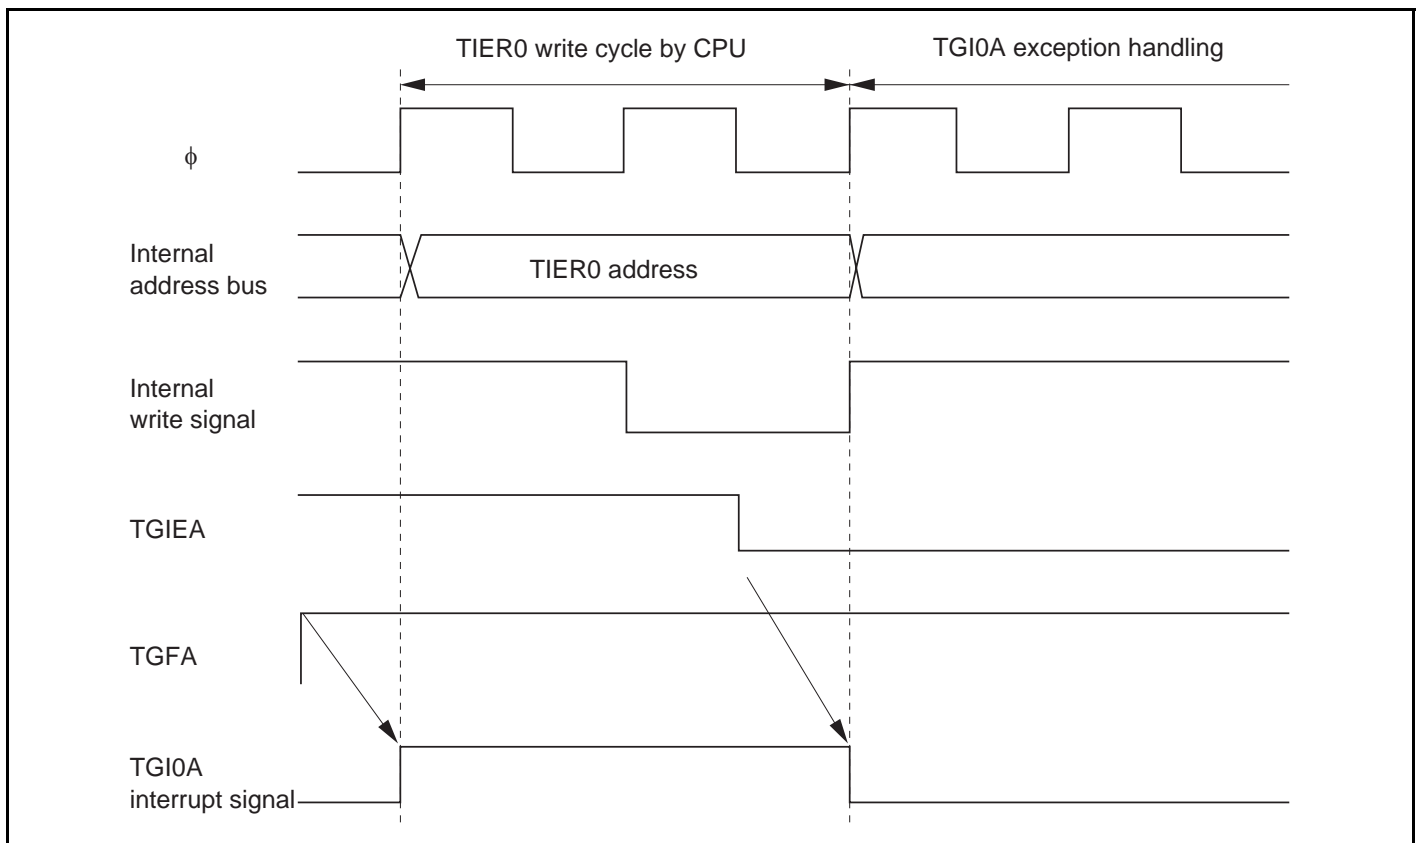 TIER0 write cycle by CPU
TGI0A exception handling
ϕ
Internal
address bus
TIER0 address
Internal
write signal
TGIEA
TGFA
TGI0A
interrupt signal